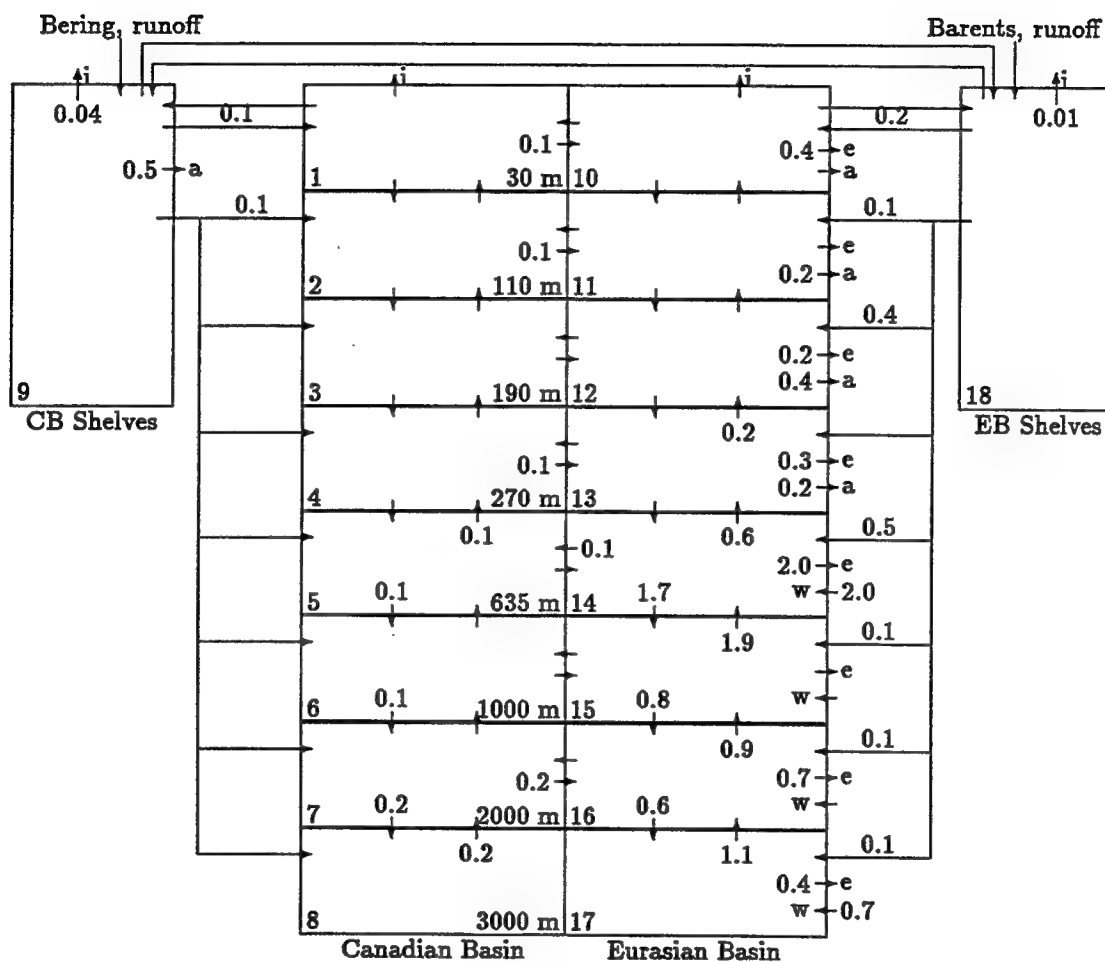 Bering, runoff Barents, runoff
i i i i
0.04 0.1 0.2 0.01
0.1 0.4 e
0.5 a a
1 30 m 10
0.1 0.1
0.1 e
0.2 a
2 110 m 11
0.4
0.2 e
0.4 a
9 3 190 m 12 18
CB Shelves EB Shelves
0.2
0.1 0.3 e
0.2 a
4 270 m 13
0.1 0.6 0.5
0.1
2.0 e
0.1 1.7 w 2.0
5 635 m 14
1.9 0.1
e
0.1 0.8 w
6 1000 m 15
0.9 0.1
0.2 0.7 e
0.2 0.6 w
7 2000 m 16
0.2 1.1 0.1
0.4 e
w 0.7
8 3000 m 17
Canadian Basin Eurasian Basin